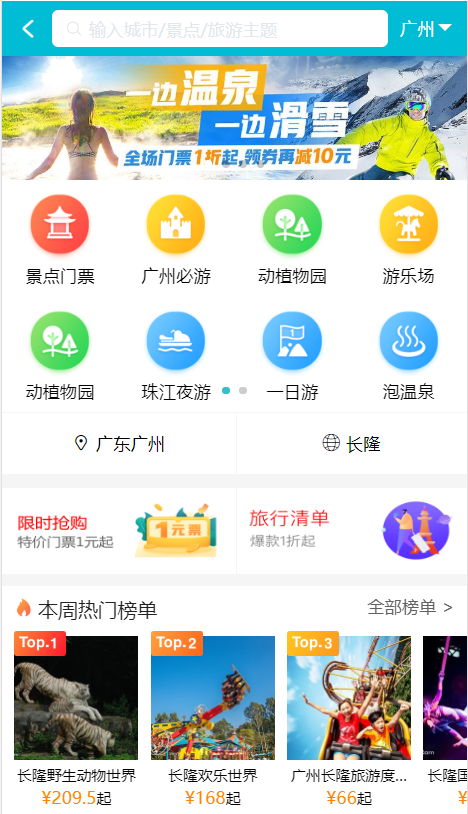 输入城市/景点/旅游主题
广州
一边温泉
一边滑雪
全场门票1折起,领券再减10元
景点门票
广州必游
动植物园
游乐场
动植物园
珠江夜游
一日游
泡温泉
广东广州
长隆
限时抢购
特价门票1元起
1元票
旅行清单
爆款1折起
本周热门榜单
全部榜单 >
Top.1
Top.2
Top.3
长隆野生动物世界
长隆欢乐世界
广州长隆旅游度...
长隆国
¥209.5起
¥168起
¥66起
¥